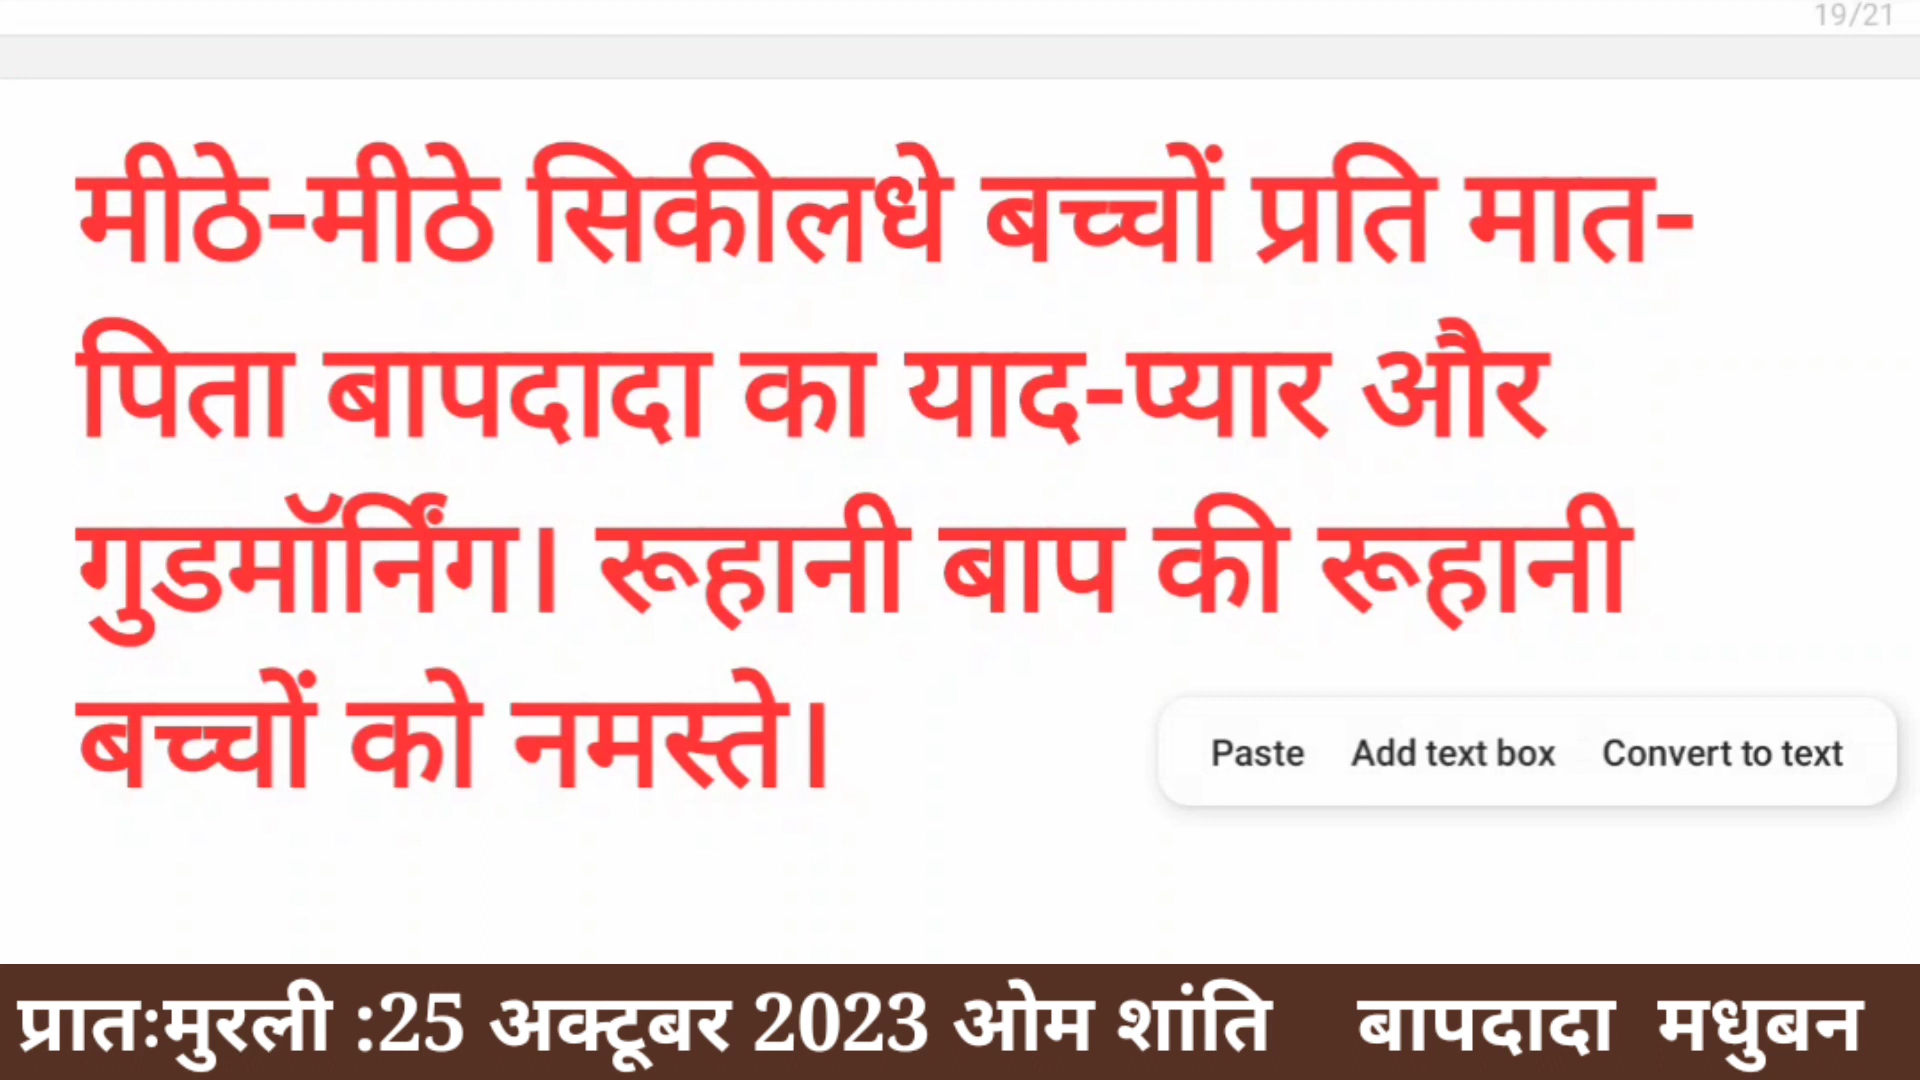 19/21
मीठे-मीठे सिकीलधे बच्चों प्रति मात-
पिता बापदादा का याद-प्यार और
गुडमॉर्निंग। रूहानी बाप की रूहानी
बच्चों को नमस्ते।
Paste Add text box Convert to text
प्रातःमुरली :25 अक्टूबर 2023 ओम शांति बापदादा मधुबन